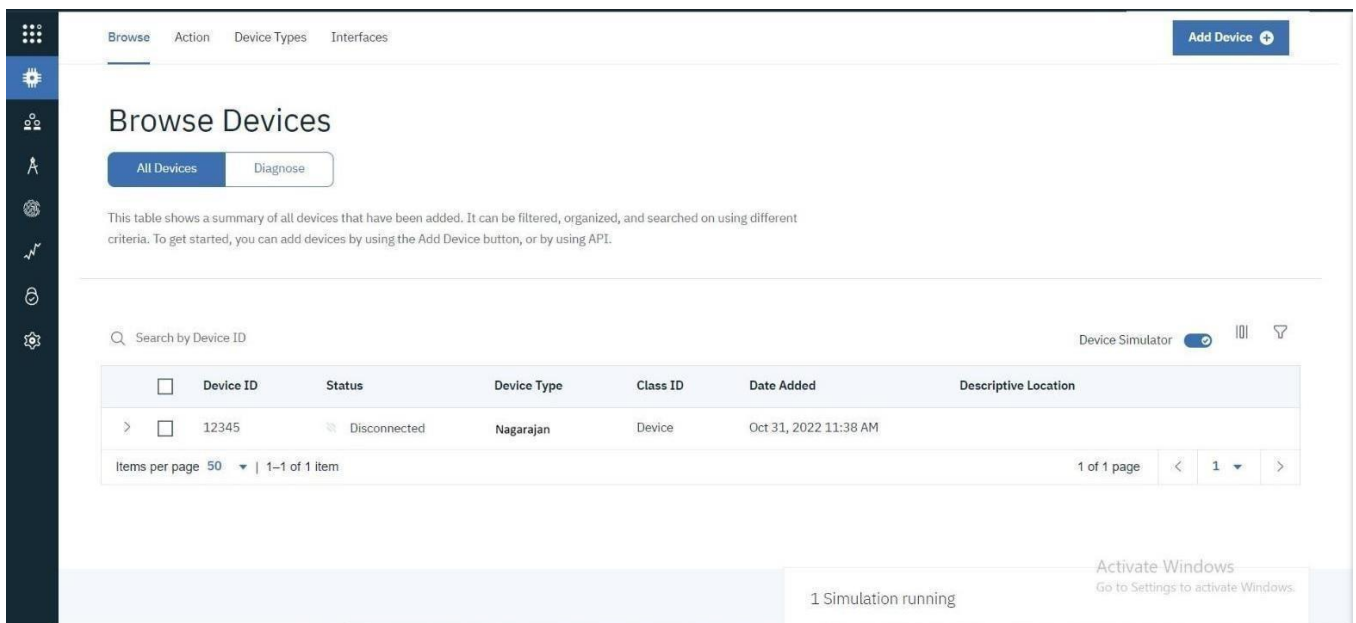 Browse Action Device Types Interfaces Add Device
Browse Devices
All Devices Diagnose
This table shows a summary of all devices that have been added. It can be filtered, organized, and searched on using different
criteria. To get started, you can add devices by using the Add Device button, or by using API.
Search by Device ID Device Simulator
Device ID Status Device Type Class ID Date Added Descriptive Location
12345 Disconnected Nagarajan Device Oct 31, 2022 11:38 AM
Items per page 50 | 1–1 of 1 item 1 of 1 page 1
Activate Windows
Go to Settings to activate Windows.
1 Simulation running